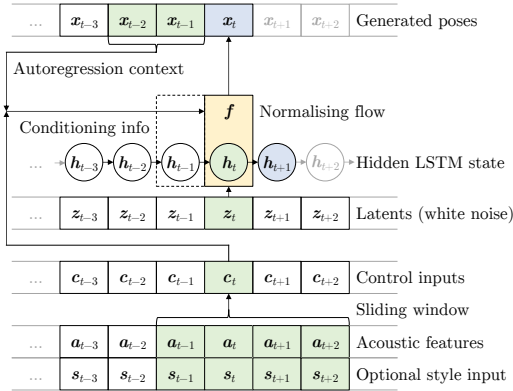 ... x_{t−3} x_{t−2} x_{t−1} x_t x_{t+1} x_{t+2} Generated poses
Autoregression context
f Normalising flow
Conditioning info
... h_{t−3} h_{t−2} h_{t−1} h_t h_{t+1} h_{t+2} Hidden LSTM state
... z_{t−3} z_{t−2} z_{t−1} z_t z_{t+1} z_{t+2} Latents (white noise)
... c_{t−3} c_{t−2} c_{t−1} c_t c_{t+1} c_{t+2} Control inputs
Sliding window
... a_{t−3} a_{t−2} a_{t−1} a_t a_{t+1} a_{t+2} Acoustic features
... s_{t−3} s_{t−2} s_{t−1} s_t s_{t+1} s_{t+2} Optional style input